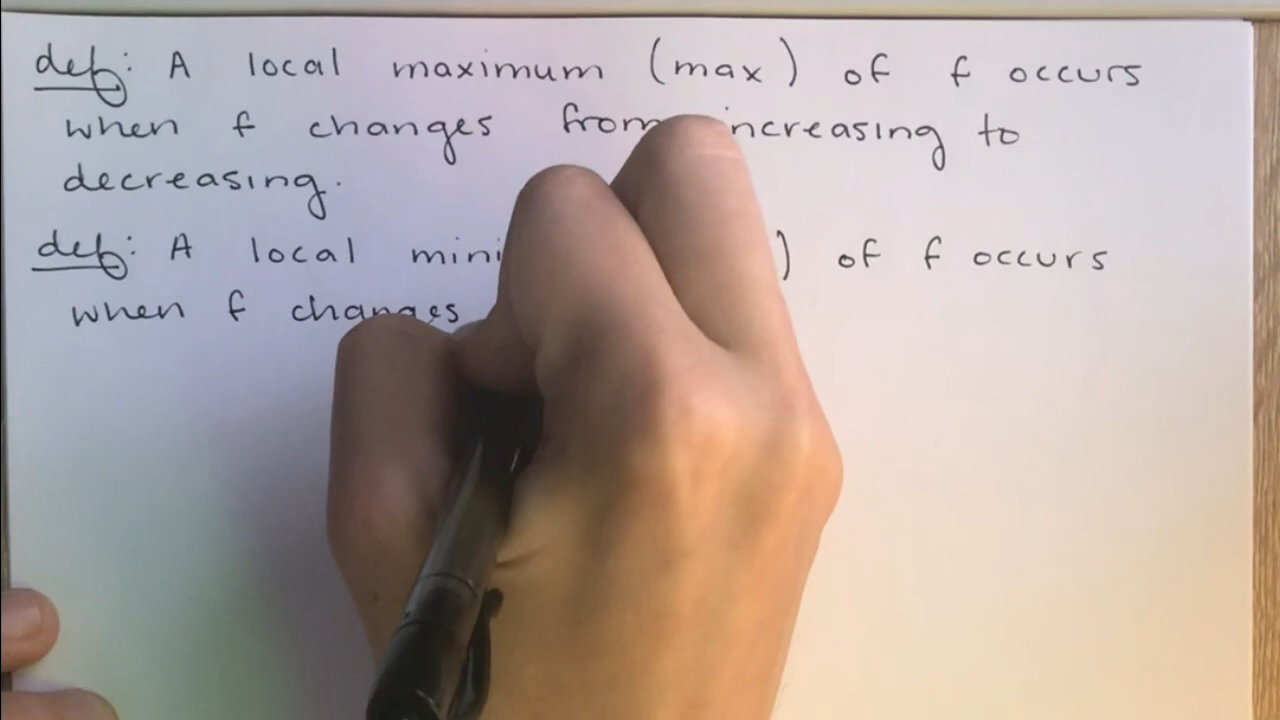 def: A local maximum (max) of f occurs
when f changes from increasing to
decreasing.
def: A local mini ) of f occurs
when f changes